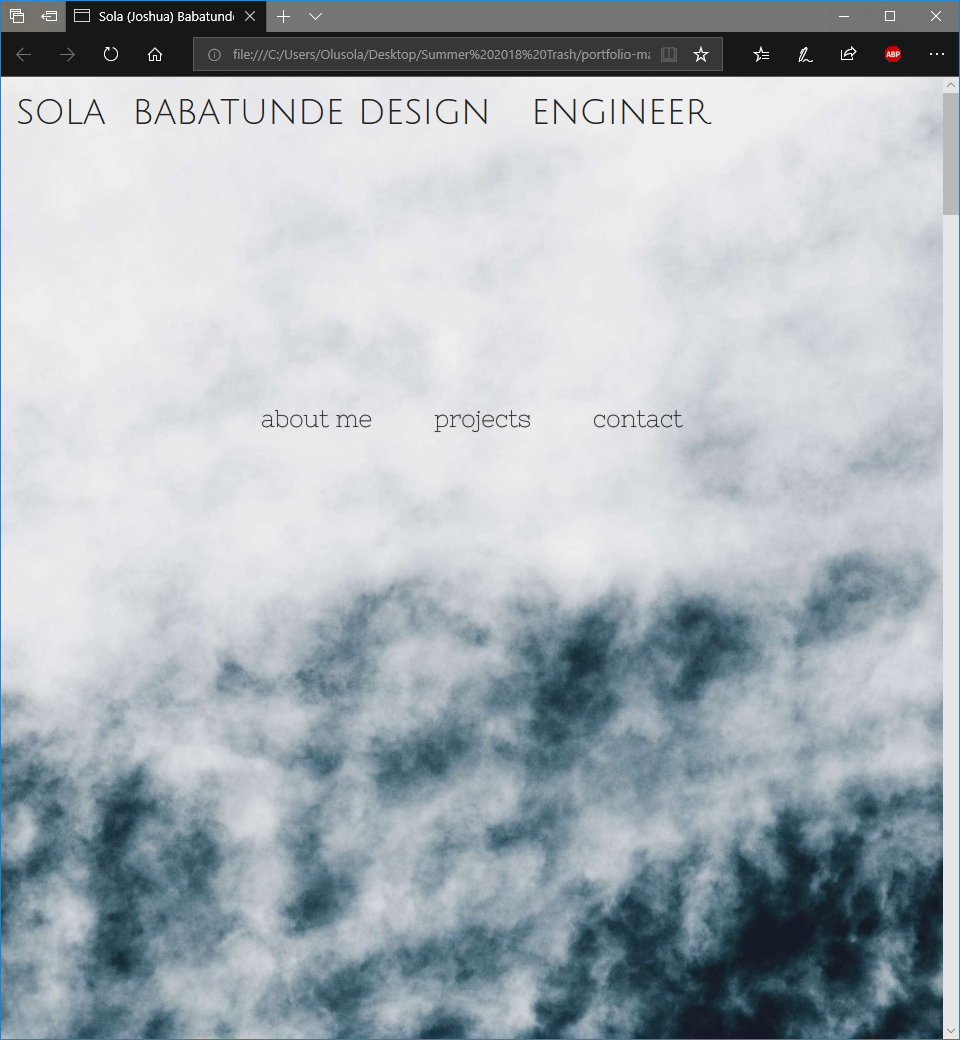 Sola (Joshua) Babatund
file:///C:/Users/Olusola/Desktop/Summer%202018%20Trash/portfolio-ma
ABP
SOLA BABATUNDE DESIGN ENGINEER
about me projects contact